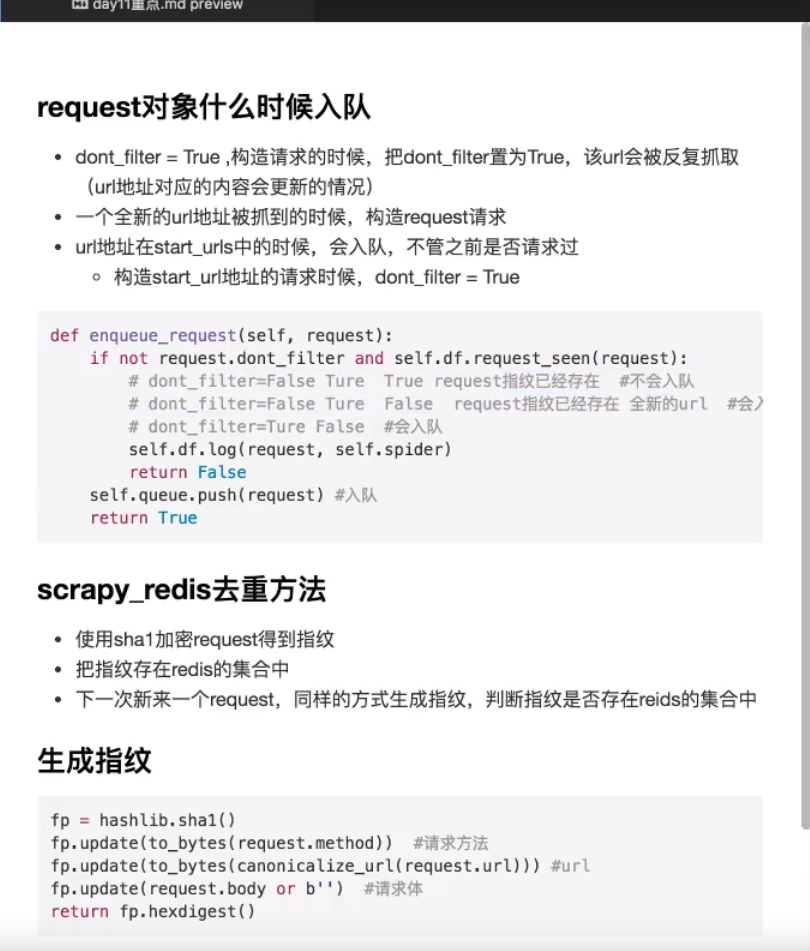 day11重点.md preview
request对象什么时候入队
• dont_filter = True ,构造请求的时候，把dont_filter置为True，该url会被反复抓取
（url地址对应的内容会更新的情况）
• 一个全新的url地址被抓到的时候，构造request请求
• url地址在start_urls中的时候，会入队，不管之前是否请求过
◦ 构造start_url地址的请求时候，dont_filter = True
def enqueue_request(self, request):
    if not request.dont_filter and self.df.request_seen(request):
        # dont_filter=False Ture  True request指纹已经存在  #不会入队
        # dont_filter=False Ture  False  request指纹已经存在 全新的url  #会入
        # dont_filter=Ture False  #会入队
        self.df.log(request, self.spider)
        return False
    self.queue.push(request) #入队
    return True
scrapy_redis去重方法
• 使用sha1加密request得到指纹
• 把指纹存在redis的集合中
• 下一次新来一个request，同样的方式生成指纹，判断指纹是否存在reids的集合中
生成指纹
fp = hashlib.sha1()
fp.update(to_bytes(request.method))  #请求方法
fp.update(to_bytes(canonicalize_url(request.url))) #url
fp.update(request.body or b'')  #请求体
return fp.hexdigest()